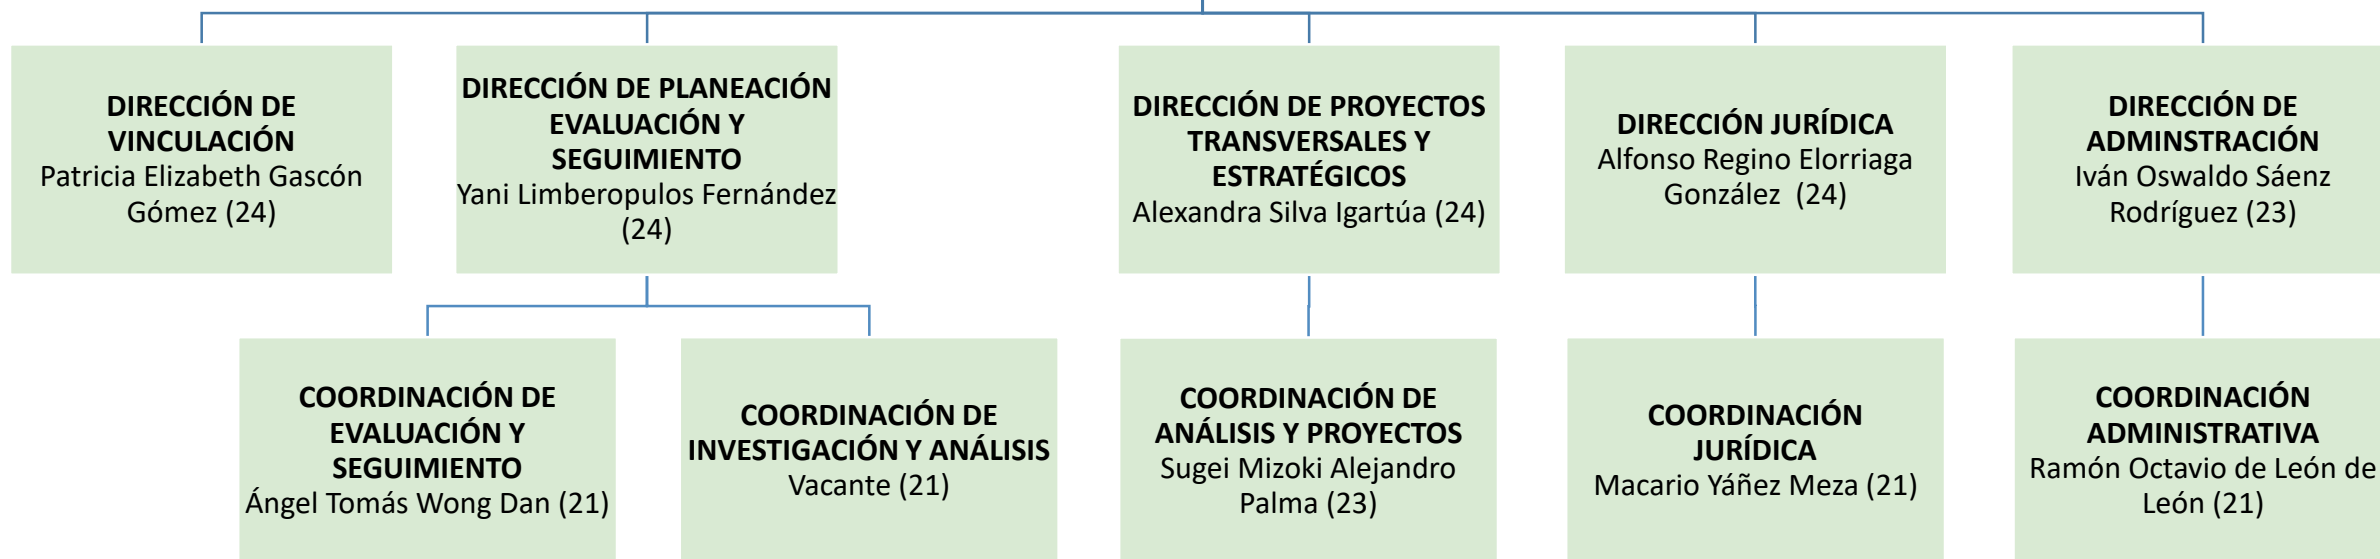 DIRECCIÓN DE
VINCULACIÓN
Patricia Elizabeth Gascón
Gómez (24)
DIRECCIÓN DE PLANEACIÓN
EVALUACIÓN Y
SEGUIMIENTO
Yani Limberopulos Fernández
(24)
DIRECCIÓN DE PROYECTOS
TRANSVERSALES Y
ESTRATÉGICOS
Alexandra Silva Igartúa (24)
DIRECCIÓN JURÍDICA
Alfonso Regino Elorriaga
González  (24)
DIRECCIÓN DE
ADMINSTRACIÓN
Iván Oswaldo Sáenz
Rodríguez (23)
COORDINACIÓN DE
EVALUACIÓN Y
SEGUIMIENTO
Ángel Tomás Wong Dan (21)
COORDINACIÓN DE
INVESTIGACIÓN Y ANÁLISIS
Vacante (21)
COORDINACIÓN DE
ANÁLISIS Y PROYECTOS
Sugei Mizoki Alejandro
Palma (23)
COORDINACIÓN
JURÍDICA
Macario Yáñez Meza (21)
COORDINACIÓN
ADMINISTRATIVA
Ramón Octavio de León de
León (21)